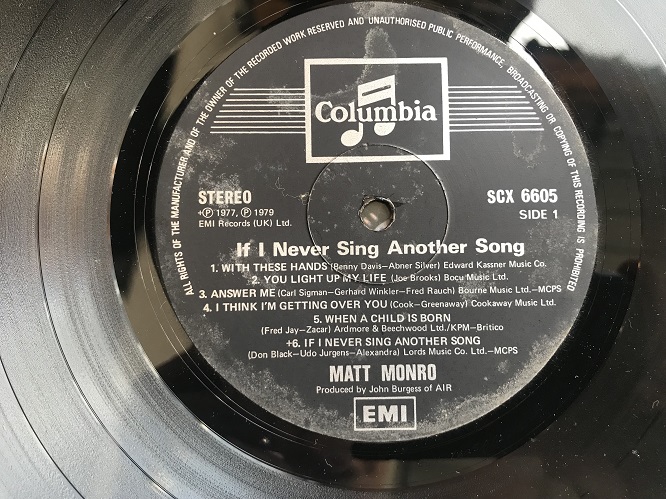 ALL RIGHTS OF THE MANUFACTURER AND OF THE OWNER OF THE RECORDED WORK RESERVED AND UNAUTHORISED PUBLIC PERFORMANCE, BROADCASTING OR COPYING OF THIS RECORDING IS PROHIBITED
Columbia
STEREO
+Ⓟ 1977, Ⓟ 1979
EMI Records (UK) Ltd.
SCX 6605
SIDE 1
If I Never Sing Another Song
1. WITH THESE HANDS (Benny Davis–Abner Silver) Edward Kassner Music Co.
2. YOU LIGHT UP MY LIFE (Joe Brooks) Bocu Music Ltd.
3. ANSWER ME (Carl Sigman–Gerhard Winkler–Fred Rauch) Bourne Music Ltd.–MCPS
4. I THINK I'M GETTING OVER YOU (Cook–Greenaway) Cookaway Music Ltd.
5. WHEN A CHILD IS BORN
(Fred Jay–Zacar) Ardmore & Beechwood Ltd./KPM–Britico
+6. IF I NEVER SING ANOTHER SONG
(Don Black–Udo Jurgens–Alexandra) Lords Music Co. Ltd.–MCPS
MATT MONRO
Produced by John Burgess of AIR
EMI